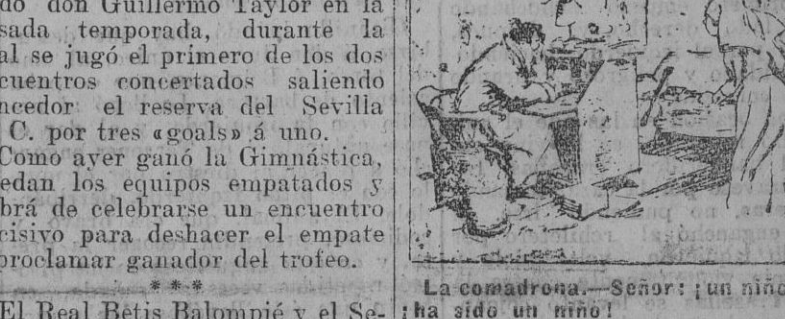 do don Guillermo Taylor en la
sada temporada, durante la
al se jugó el primero de los dos
cuentros concertados saliendo
ncedor el reserva del Sevilla
C. por tres «goals» á uno.
Como ayer ganó la Gimnástica,
edan los equipos empatados y
brá de celebrarse un encuentro
cisivo para deshacer el empate
proclamar ganador del trofeo.
* * *
El Real Betis Balompié y el Se-
La comadrona.—Señor: ¡un niño
¡ha sido un niño!